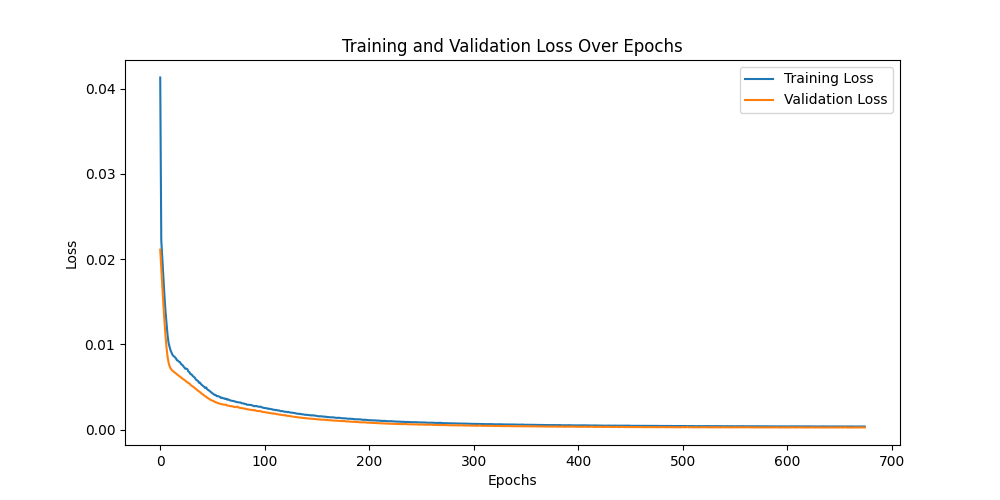 Training and Validation Loss Over Epochs
Training Loss
Validation Loss
0.04
0.03
0.02
0.01
0.00
Loss
0 100 200 300 400 500 600 700
Epochs